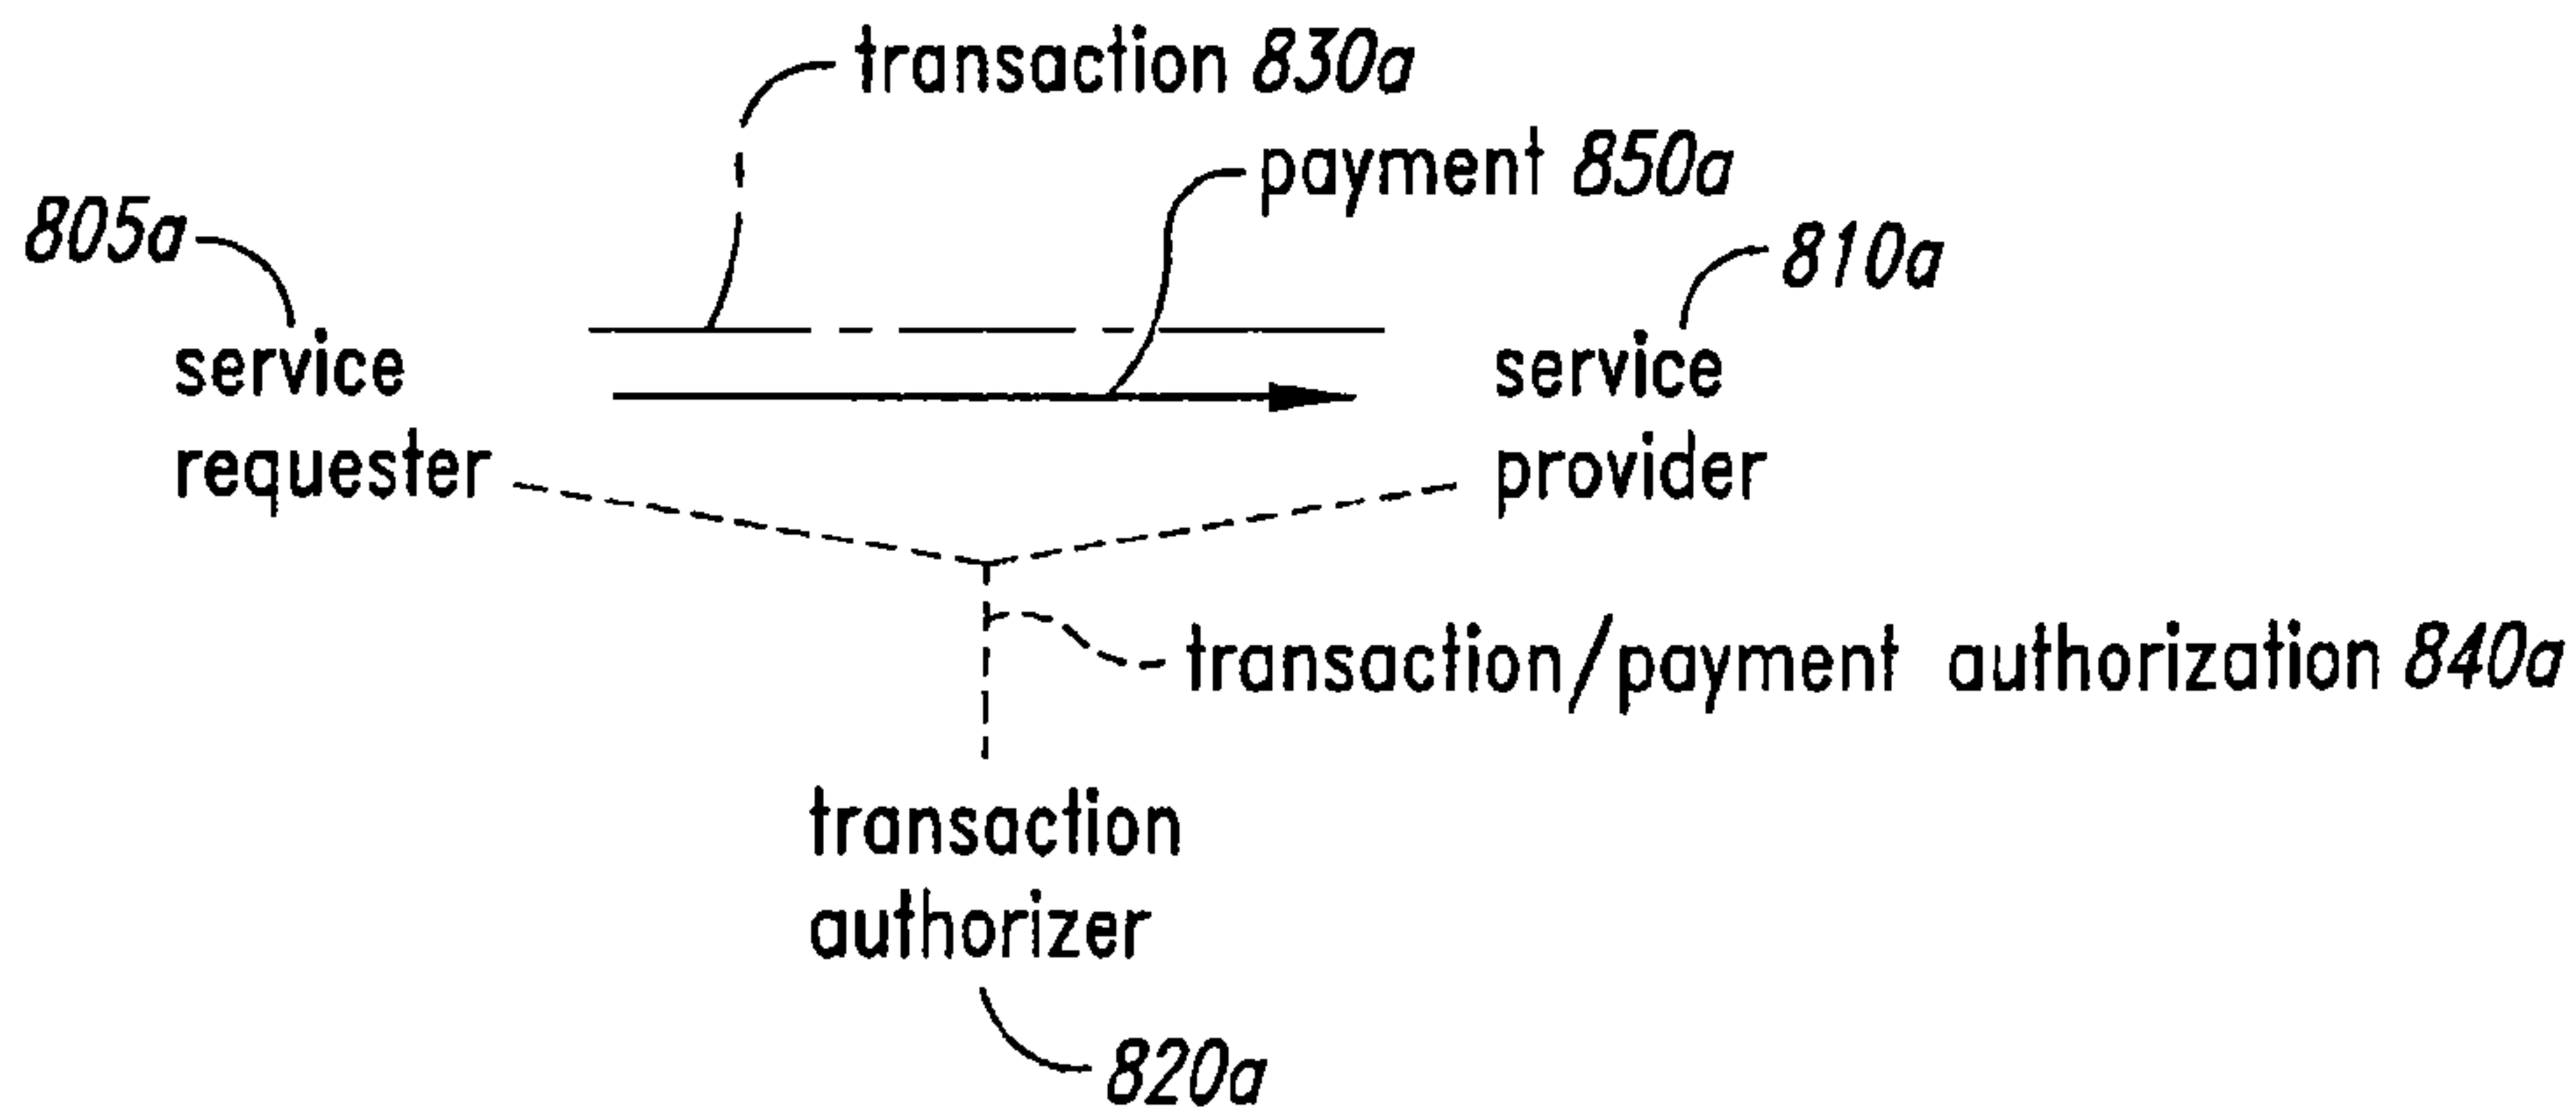 transaction 830a
payment 850a
805a
810a
service
requester
service
provider
transaction/payment authorization 840a
transaction
authorizer
820a